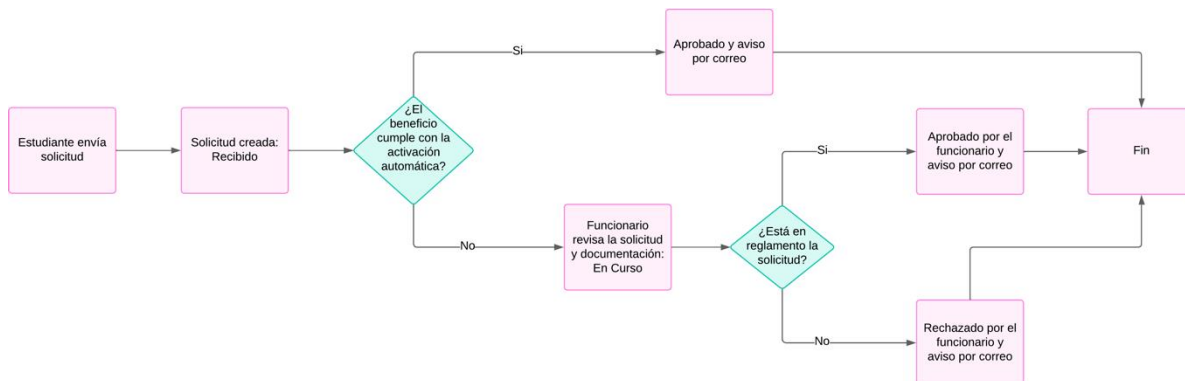 Estudiante envía
solicitud
Solicitud creada:
Recibido
¿El
beneficio
cumple con la
activación
automática?
Si
Aprobado y aviso
por correo
No
Funcionario
revisa la solicitud
y documentación:
En Curso
¿Está en
reglamento la
solicitud?
Si
Aprobado por el
funcionario y
aviso por correo
No
Rechazado por el
funcionario y
aviso por correo
Fin